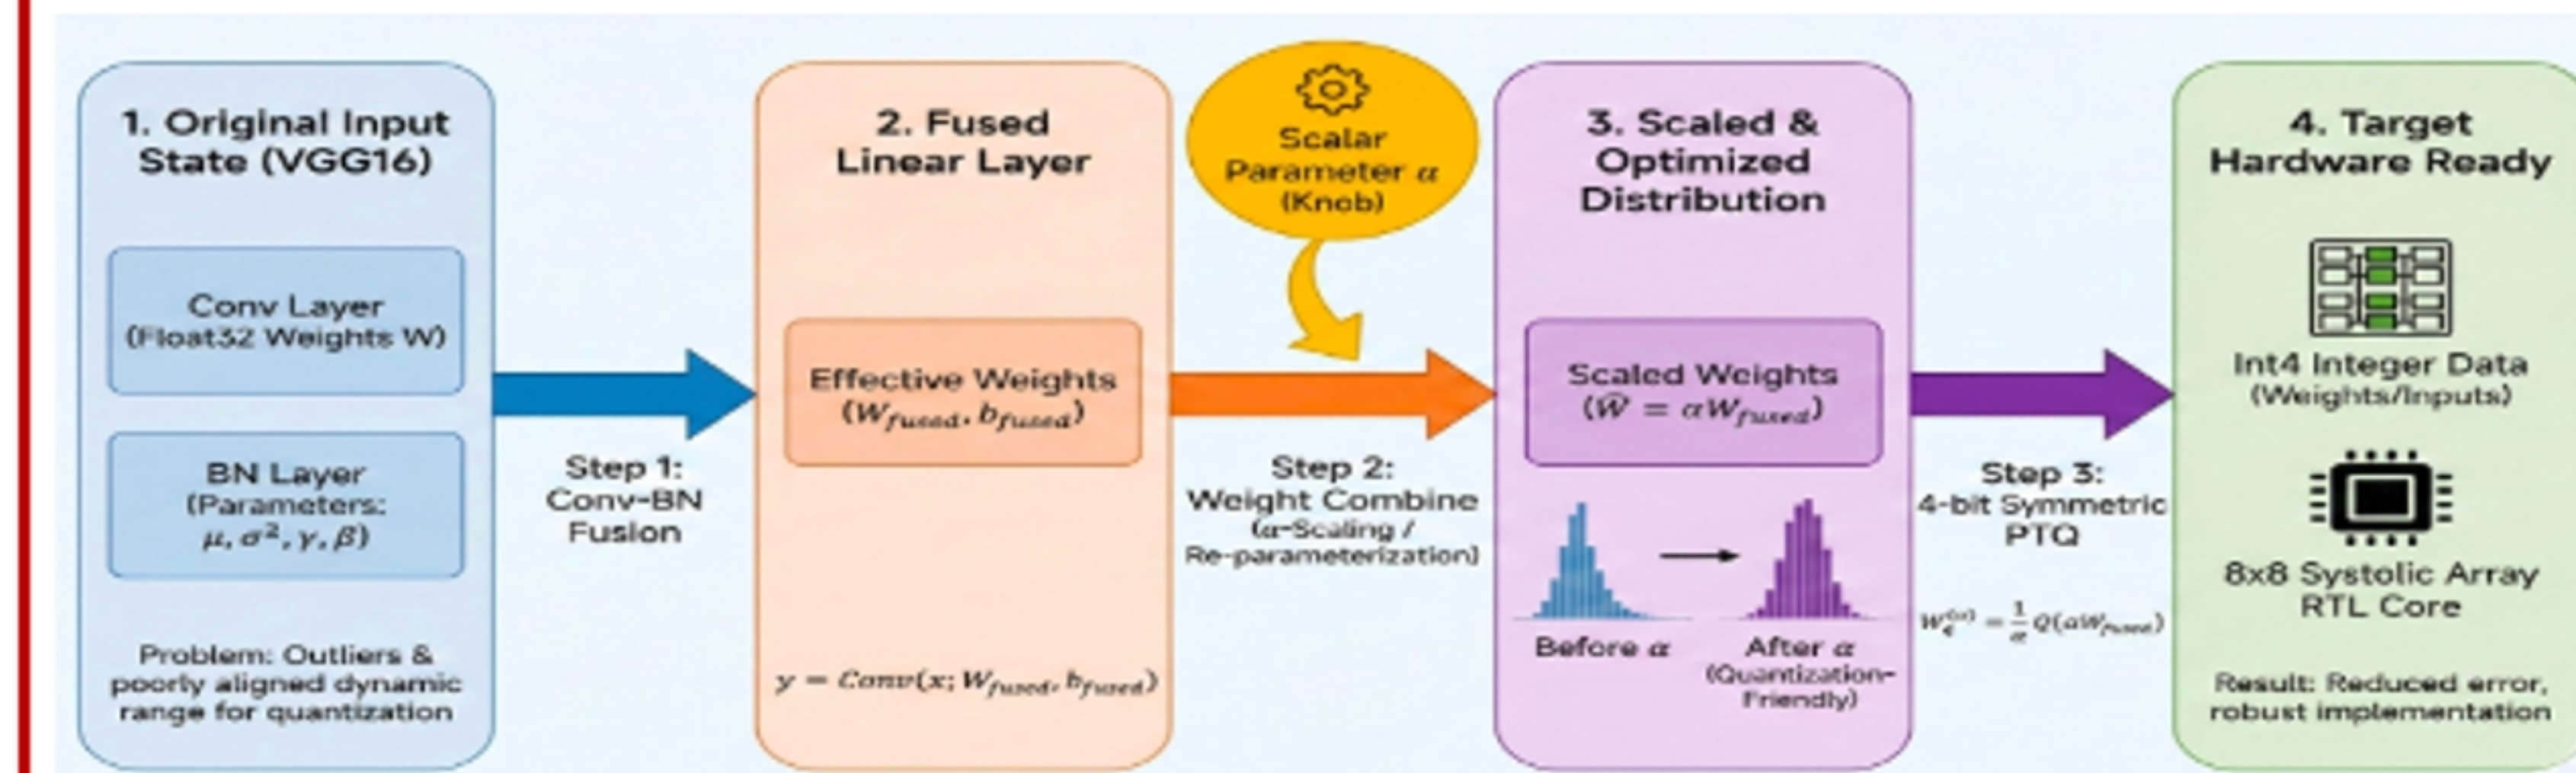 1. Original Input
State (VGG16)
Conv Layer
(Float32 Weights W)
BN Layer
(Parameters:
μ, σ², γ, β)
Problem: Outliers &
poorly aligned dynamic
range for quantization
Step 1:
Conv-BN
Fusion
2. Fused
Linear Layer
Effective Weights
(W_fused, b_fused)
y = Conv(x; W_fused, b_fused)
Scalar
Parameter α
(Knob)
Step 2:
Weight Combine
(α-Scaling /
Re-parameterization)
3. Scaled &
Optimized
Distribution
Scaled Weights
(Ŵ = αW_fused)
Before α
After α
(Quantization-
Friendly)
Step 3:
4-bit Symmetric
PTQ
W_q^(α) = 1/α Q(αW_fused)
4. Target
Hardware Ready
Int4 Integer Data
(Weights/Inputs)
8x8 Systolic Array
RTL Core
Result: Reduced error,
robust implementation